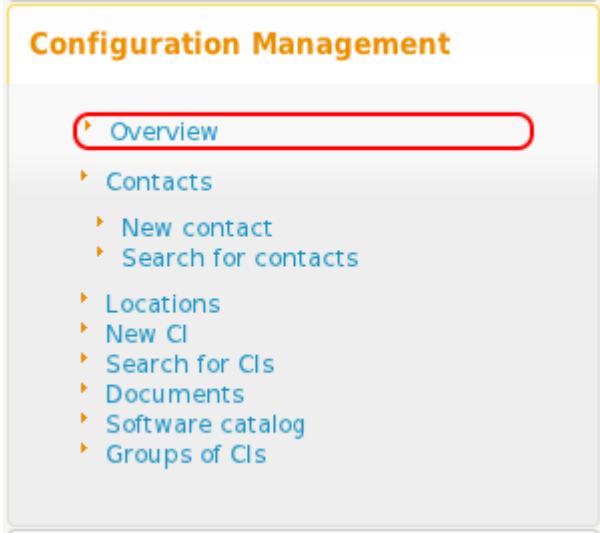 Configuration Management
Overview
Contacts
New contact
Search for contacts
Locations
New CI
Search for CIs
Documents
Software catalog
Groups of CIs